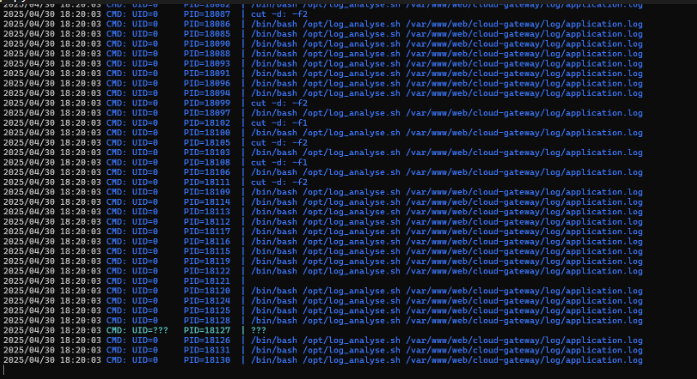 2025/04/30 18:20:03 CMD: UID=0 PID=18082 | /bin/bash /opt/log_analyse.sh /var/www/web/cloud-gateway/log/application.log
2025/04/30 18:20:03 CMD: UID=0 PID=18087 | cut -d: -f2
2025/04/30 18:20:03 CMD: UID=0 PID=18086 | /bin/bash /opt/log_analyse.sh /var/www/web/cloud-gateway/log/application.log
2025/04/30 18:20:03 CMD: UID=0 PID=18085 | /bin/bash /opt/log_analyse.sh /var/www/web/cloud-gateway/log/application.log
2025/04/30 18:20:03 CMD: UID=0 PID=18090 | /bin/bash /opt/log_analyse.sh /var/www/web/cloud-gateway/log/application.log
2025/04/30 18:20:03 CMD: UID=0 PID=18088 | /bin/bash /opt/log_analyse.sh /var/www/web/cloud-gateway/log/application.log
2025/04/30 18:20:03 CMD: UID=0 PID=18093 | /bin/bash /opt/log_analyse.sh /var/www/web/cloud-gateway/log/application.log
2025/04/30 18:20:03 CMD: UID=0 PID=18091 | /bin/bash /opt/log_analyse.sh /var/www/web/cloud-gateway/log/application.log
2025/04/30 18:20:03 CMD: UID=0 PID=18096 | /bin/bash /opt/log_analyse.sh /var/www/web/cloud-gateway/log/application.log
2025/04/30 18:20:03 CMD: UID=0 PID=18094 | /bin/bash /opt/log_analyse.sh /var/www/web/cloud-gateway/log/application.log
2025/04/30 18:20:03 CMD: UID=0 PID=18099 | cut -d: -f2
2025/04/30 18:20:03 CMD: UID=0 PID=18097 | /bin/bash /opt/log_analyse.sh /var/www/web/cloud-gateway/log/application.log
2025/04/30 18:20:03 CMD: UID=0 PID=18102 | cut -d: -f1
2025/04/30 18:20:03 CMD: UID=0 PID=18100 | /bin/bash /opt/log_analyse.sh /var/www/web/cloud-gateway/log/application.log
2025/04/30 18:20:03 CMD: UID=0 PID=18105 | cut -d: -f2
2025/04/30 18:20:03 CMD: UID=0 PID=18103 | /bin/bash /opt/log_analyse.sh /var/www/web/cloud-gateway/log/application.log
2025/04/30 18:20:03 CMD: UID=0 PID=18108 | cut -d: -f1
2025/04/30 18:20:03 CMD: UID=0 PID=18106 | /bin/bash /opt/log_analyse.sh /var/www/web/cloud-gateway/log/application.log
2025/04/30 18:20:03 CMD: UID=0 PID=18111 | cut -d: -f2
2025/04/30 18:20:03 CMD: UID=0 PID=18109 | /bin/bash /opt/log_analyse.sh /var/www/web/cloud-gateway/log/application.log
2025/04/30 18:20:03 CMD: UID=0 PID=18114 | /bin/bash /opt/log_analyse.sh /var/www/web/cloud-gateway/log/application.log
2025/04/30 18:20:03 CMD: UID=0 PID=18113 | /bin/bash /opt/log_analyse.sh /var/www/web/cloud-gateway/log/application.log
2025/04/30 18:20:03 CMD: UID=0 PID=18112 | /bin/bash /opt/log_analyse.sh /var/www/web/cloud-gateway/log/application.log
2025/04/30 18:20:03 CMD: UID=0 PID=18117 | /bin/bash /opt/log_analyse.sh /var/www/web/cloud-gateway/log/application.log
2025/04/30 18:20:03 CMD: UID=0 PID=18116 | /bin/bash /opt/log_analyse.sh /var/www/web/cloud-gateway/log/application.log
2025/04/30 18:20:03 CMD: UID=0 PID=18115 | /bin/bash /opt/log_analyse.sh /var/www/web/cloud-gateway/log/application.log
2025/04/30 18:20:03 CMD: UID=0 PID=18119 | /bin/bash /opt/log_analyse.sh /var/www/web/cloud-gateway/log/application.log
2025/04/30 18:20:03 CMD: UID=0 PID=18122 | /bin/bash /opt/log_analyse.sh /var/www/web/cloud-gateway/log/application.log
2025/04/30 18:20:03 CMD: UID=0 PID=18121 |
2025/04/30 18:20:03 CMD: UID=0 PID=18120 | /bin/bash /opt/log_analyse.sh /var/www/web/cloud-gateway/log/application.log
2025/04/30 18:20:03 CMD: UID=0 PID=18124 | /bin/bash /opt/log_analyse.sh /var/www/web/cloud-gateway/log/application.log
2025/04/30 18:20:03 CMD: UID=0 PID=18125 | /bin/bash /opt/log_analyse.sh /var/www/web/cloud-gateway/log/application.log
2025/04/30 18:20:03 CMD: UID=0 PID=18128 | /bin/bash /opt/log_analyse.sh /var/www/web/cloud-gateway/log/application.log
2025/04/30 18:20:03 CMD: UID=??? PID=18127 | ???
2025/04/30 18:20:03 CMD: UID=0 PID=18126 | /bin/bash /opt/log_analyse.sh /var/www/web/cloud-gateway/log/application.log
2025/04/30 18:20:03 CMD: UID=0 PID=18131 | /bin/bash /opt/log_analyse.sh /var/www/web/cloud-gateway/log/application.log
2025/04/30 18:20:03 CMD: UID=0 PID=18130 | /bin/bash /opt/log_analyse.sh /var/www/web/cloud-gateway/log/application.log